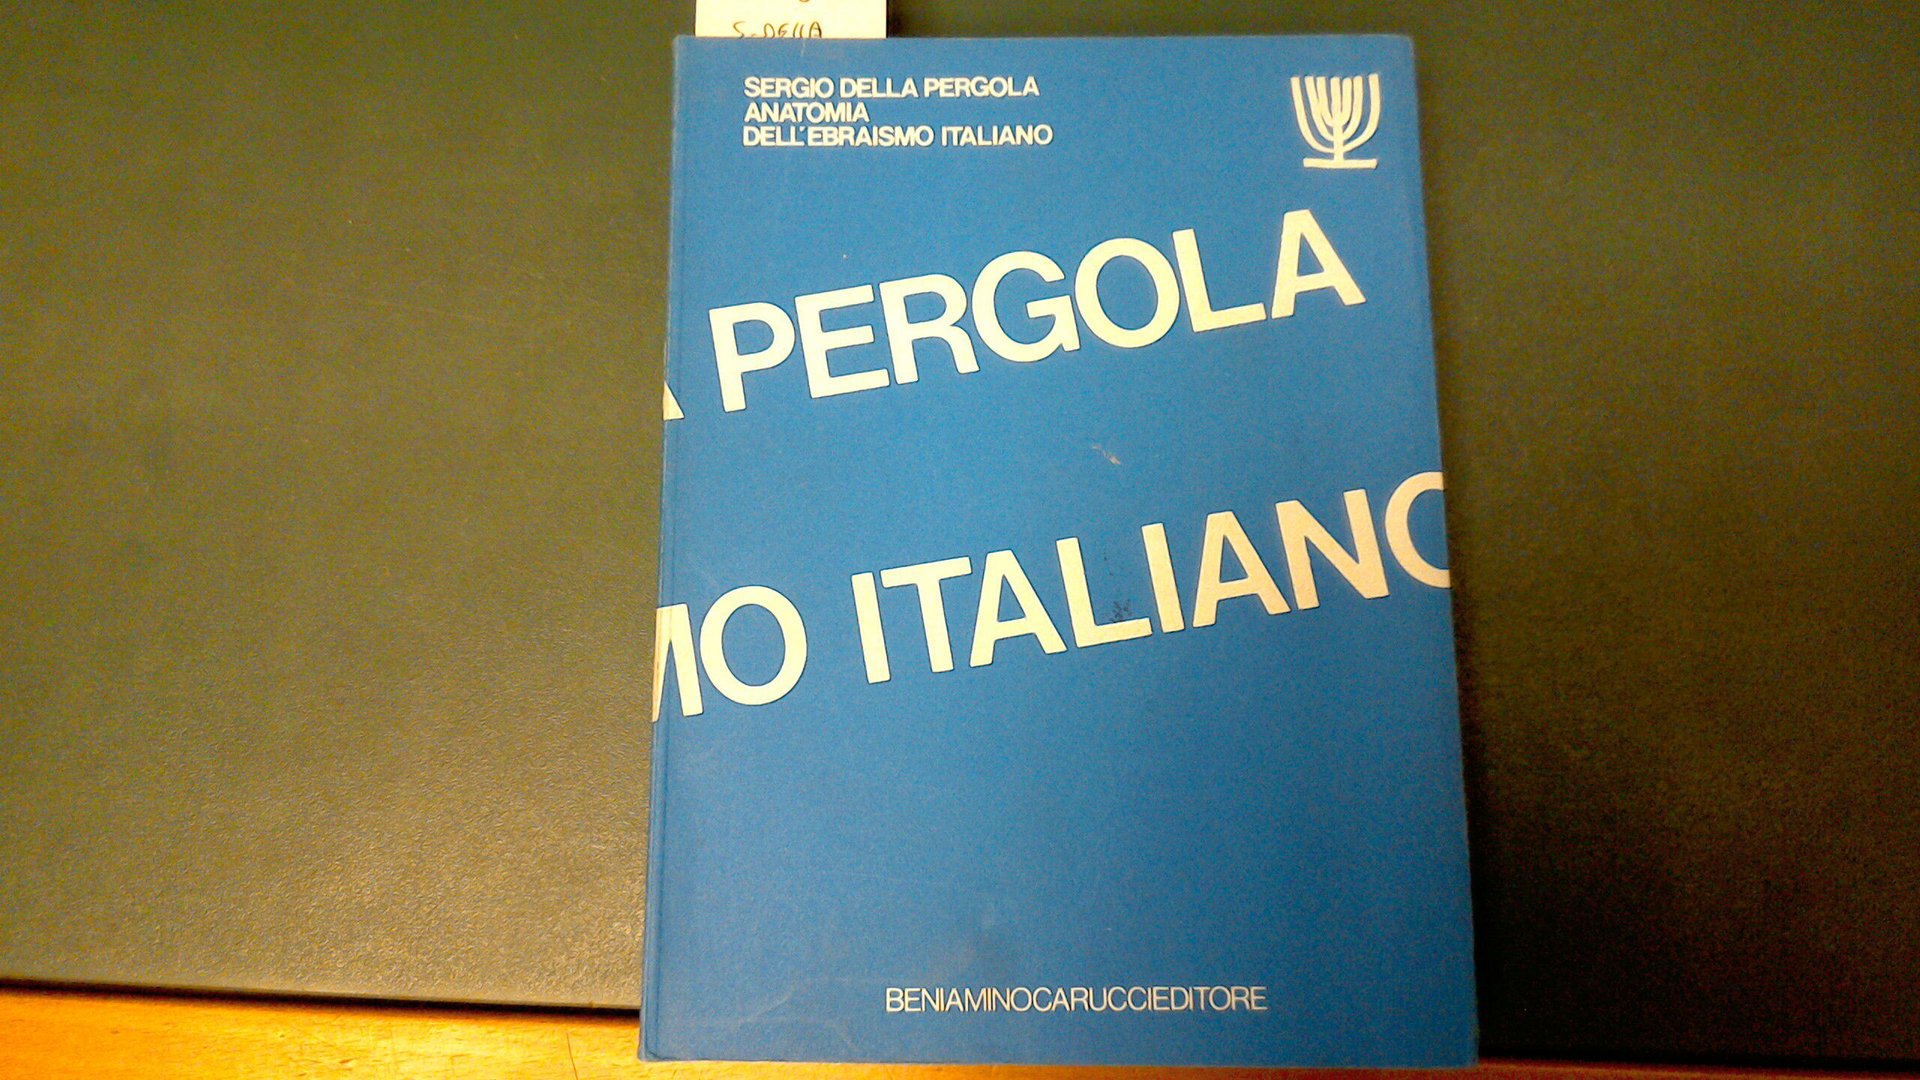 S. DELLA
SERGIO DELLA PERGOLA
ANATOMIA
DELL'EBRAISMO ITALIANO
A PERGOLA
MO ITALIANO
BENIAMINOCARUCCIEDITORE